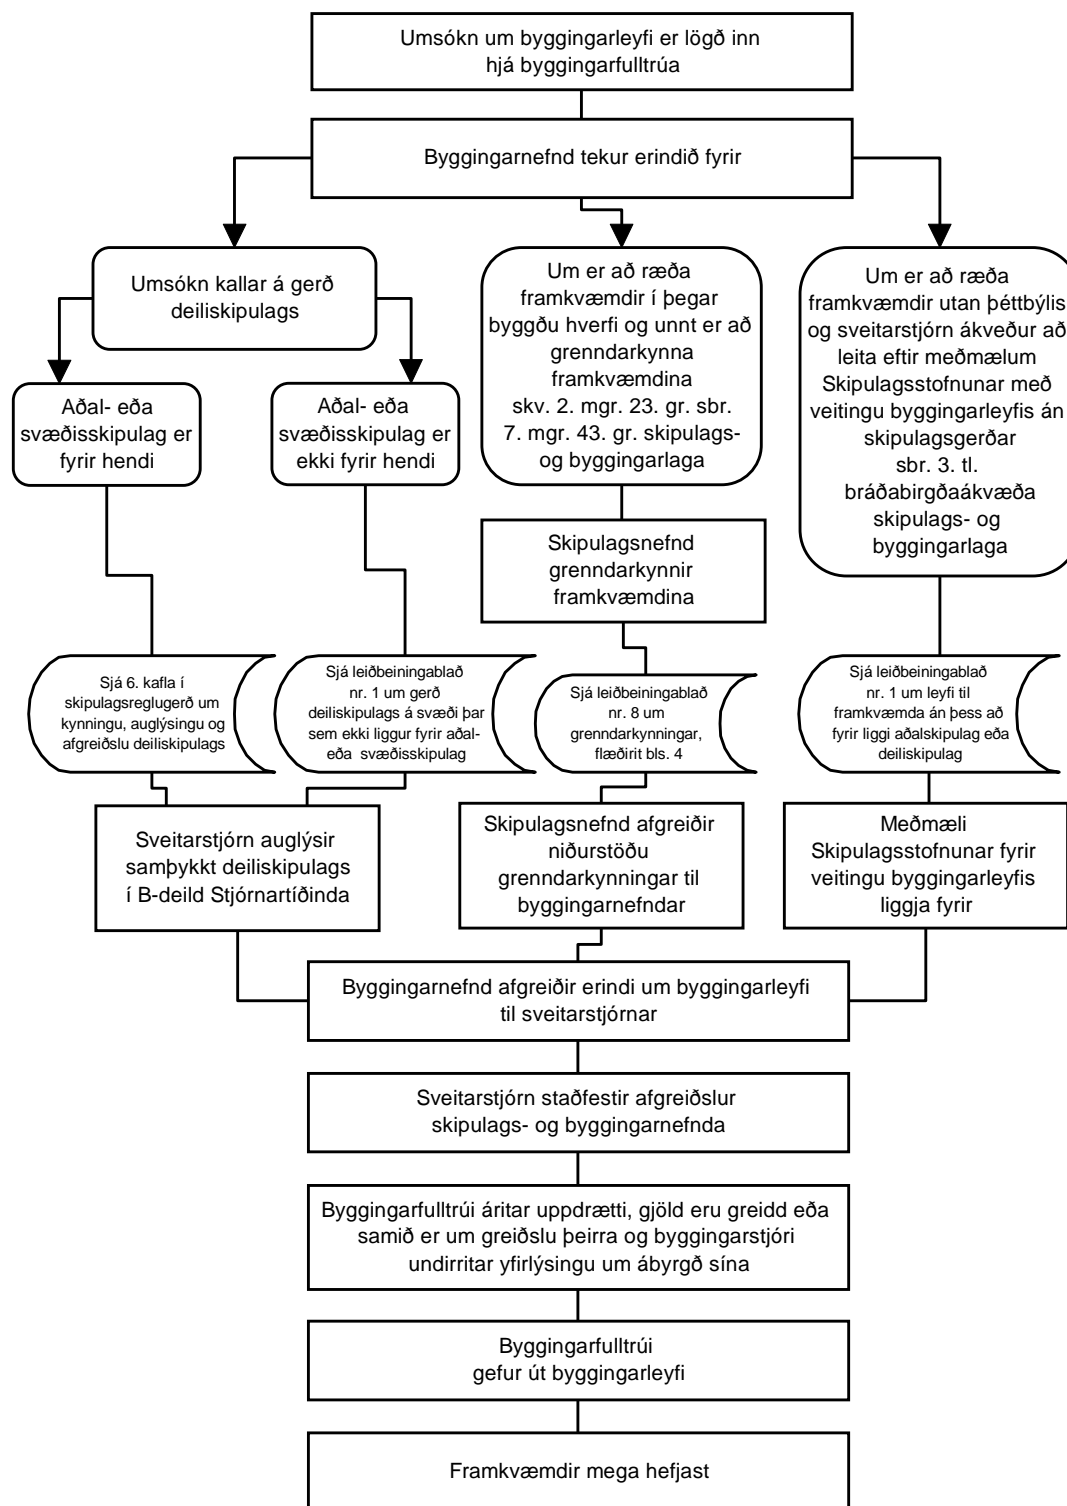 Umsókn um byggingarleyfi er lögð inn
hjá byggingarfulltrúa
Byggingarnefnd tekur erindið fyrir
Umsókn kallar á gerð
deiliskipulags
Aðal- eða
svæðisskipulag er
fyrir hendi
Aðal- eða
svæðisskipulag er
ekki fyrir hendi
Um er að ræða
framkvæmdir í þegar
byggðu hverfi og unnt er að
grenndarkynna
framkvæmdina
skv. 2. mgr. 23. gr. sbr.
7. mgr. 43. gr. skipulags-
og byggingarlaga
Um er að ræða
framkvæmdir utan þéttbýlis
og sveitarstjórn ákveður að
leita eftir meðmælum
Skipulagsstofnunar með
veitingu byggingarleyfis án
skipulagsgerðar
sbr. 3. tl.
bráðabirgðaákvæða
skipulags- og
byggingarlaga
Skipulagsnefnd
grenndarkynnir
framkvæmdina
Sjá 6. kafla í
skipulagsreglugerð um
kynningu, auglýsingu og
afgreiðslu deiliskipulags
Sjá leiðbeiningablað
nr. 1 um gerð
deiliskipulags á svæði þar
sem ekki liggur fyrir aðal-
eða svæðisskipulag
Sjá leiðbeiningablað
nr. 8 um
grenndarkynningar,
flæðirit bls. 4
Sjá leiðbeiningablað
nr. 1 um leyfi til
framkvæmda án þess að
fyrir liggi aðalskipulag eða
deiliskipulag
Sveitarstjórn auglýsir
samþykkt deiliskipulags
í B-deild Stjórnartíðinda
Skipulagsnefnd afgreiðir
niðurstöðu
grenndarkynningar til
byggingarnefndar
Meðmæli
Skipulagsstofnunar fyrir
veitingu byggingarleyfis
liggja fyrir
Byggingarnefnd afgreiðir erindi um byggingarleyfi
til sveitarstjórnar
Sveitarstjórn staðfestir afgreiðslur
skipulags- og byggingarnefnda
Byggingarfulltrúi áritar uppdrætti, gjöld eru greidd eða
samið er um greiðslu þeirra og byggingarstjóri
undirritar yfirlýsingu um ábyrgð sína
Byggingarfulltrúi
gefur út byggingarleyfi
Framkvæmdir mega hefjast